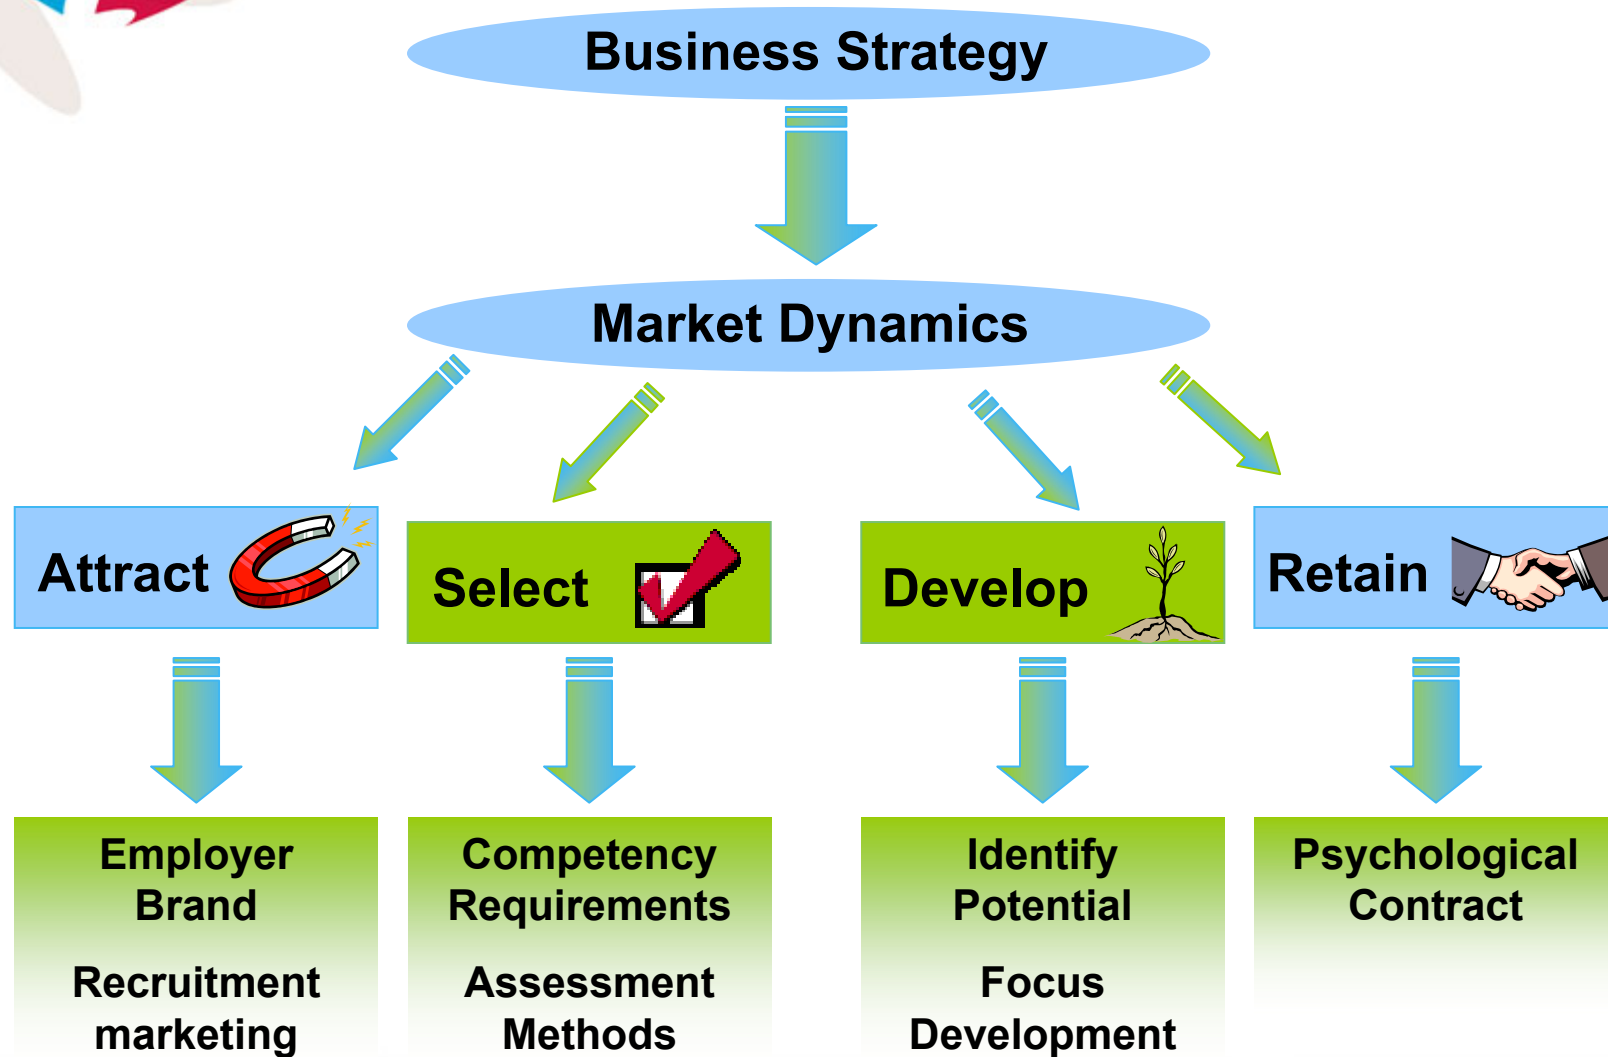 Business Strategy
Market Dynamics
Attract
Select
Develop
Retain
Employer
Brand
Recruitment
marketing
Competency
Requirements
Assessment
Methods
Identify
Potential
Focus
Development
Psychological
Contract